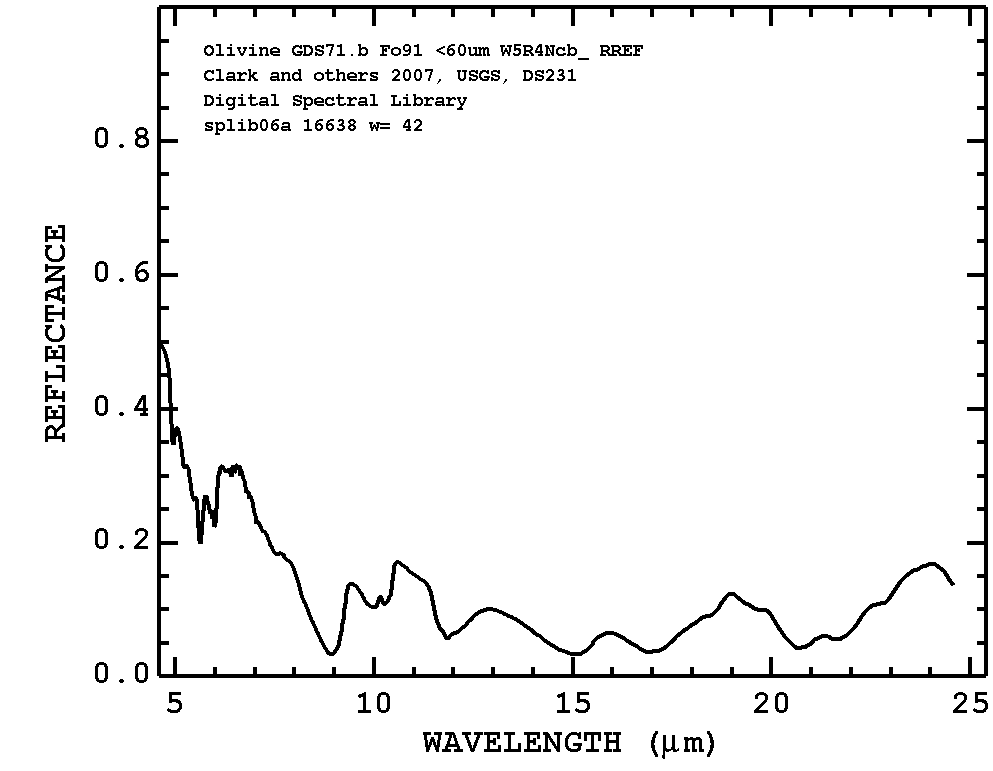 Olivine GDS71.b Fo91 <60um W5R4Ncb_ RREF
Clark and others 2007, USGS, DS231
Digital Spectral Library
splib06a 16638 w= 42
REFLECTANCE
0.8
0.6
0.4
0.2
0.0
5 10 15 20 25
WAVELENGTH (μm)